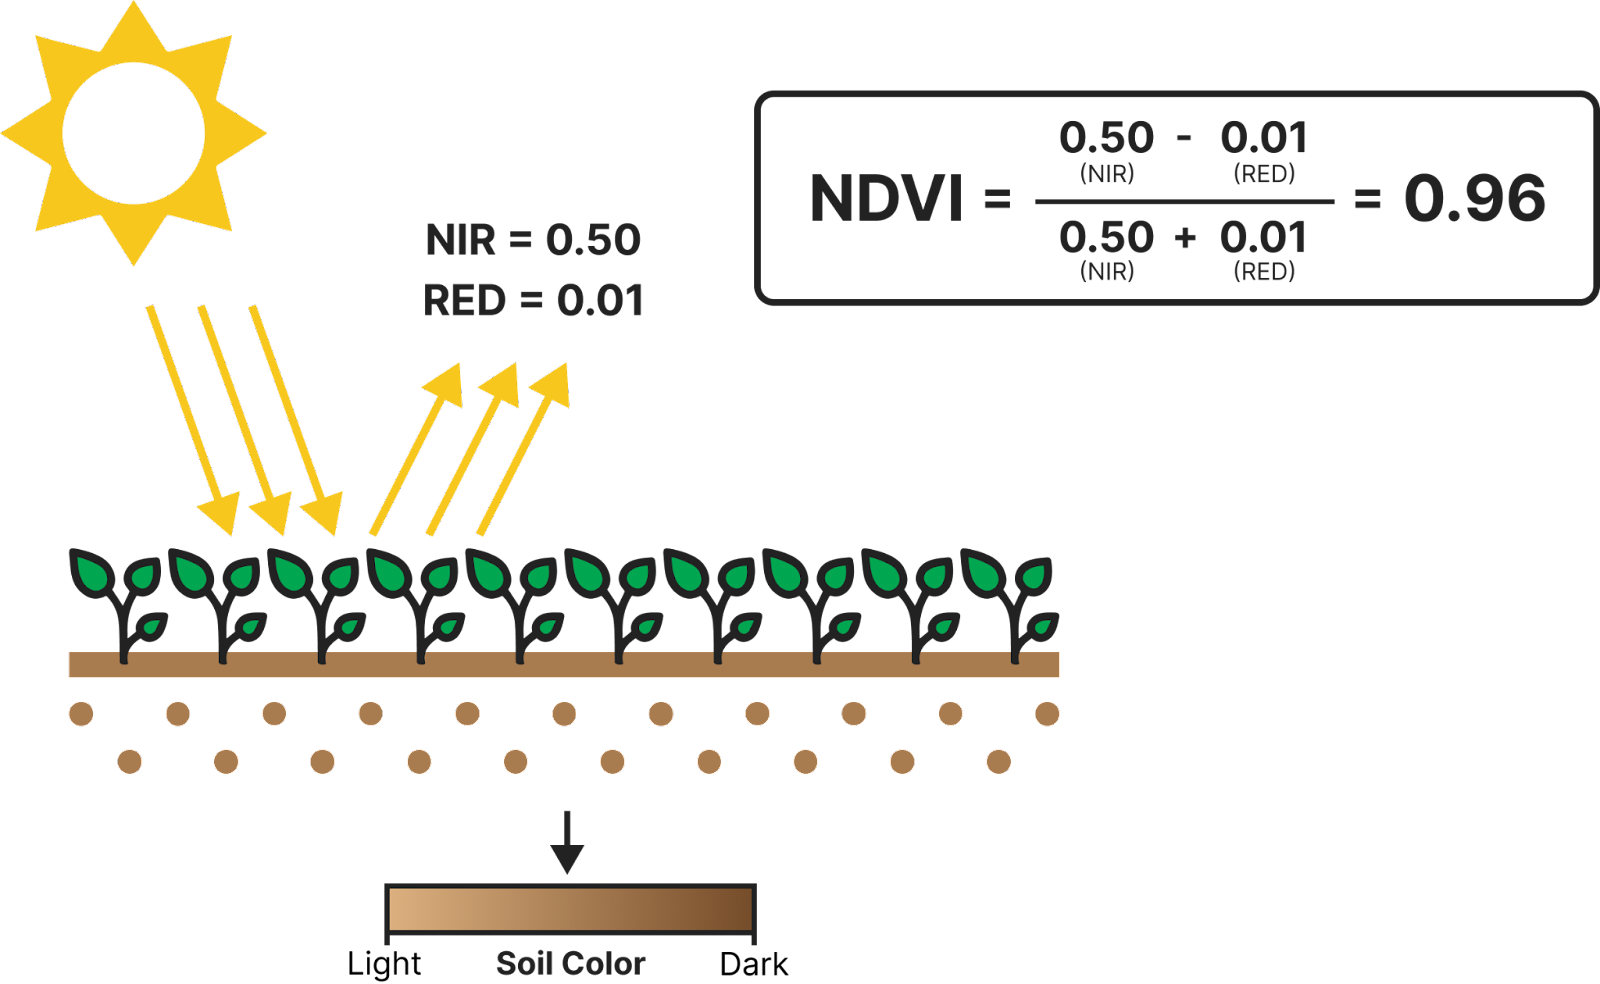 NIR = 0.50
RED = 0.01
0.50 - 0.01
(NIR) (RED)
NDVI = = 0.96
0.50 + 0.01
(NIR) (RED)
Light Soil Color Dark